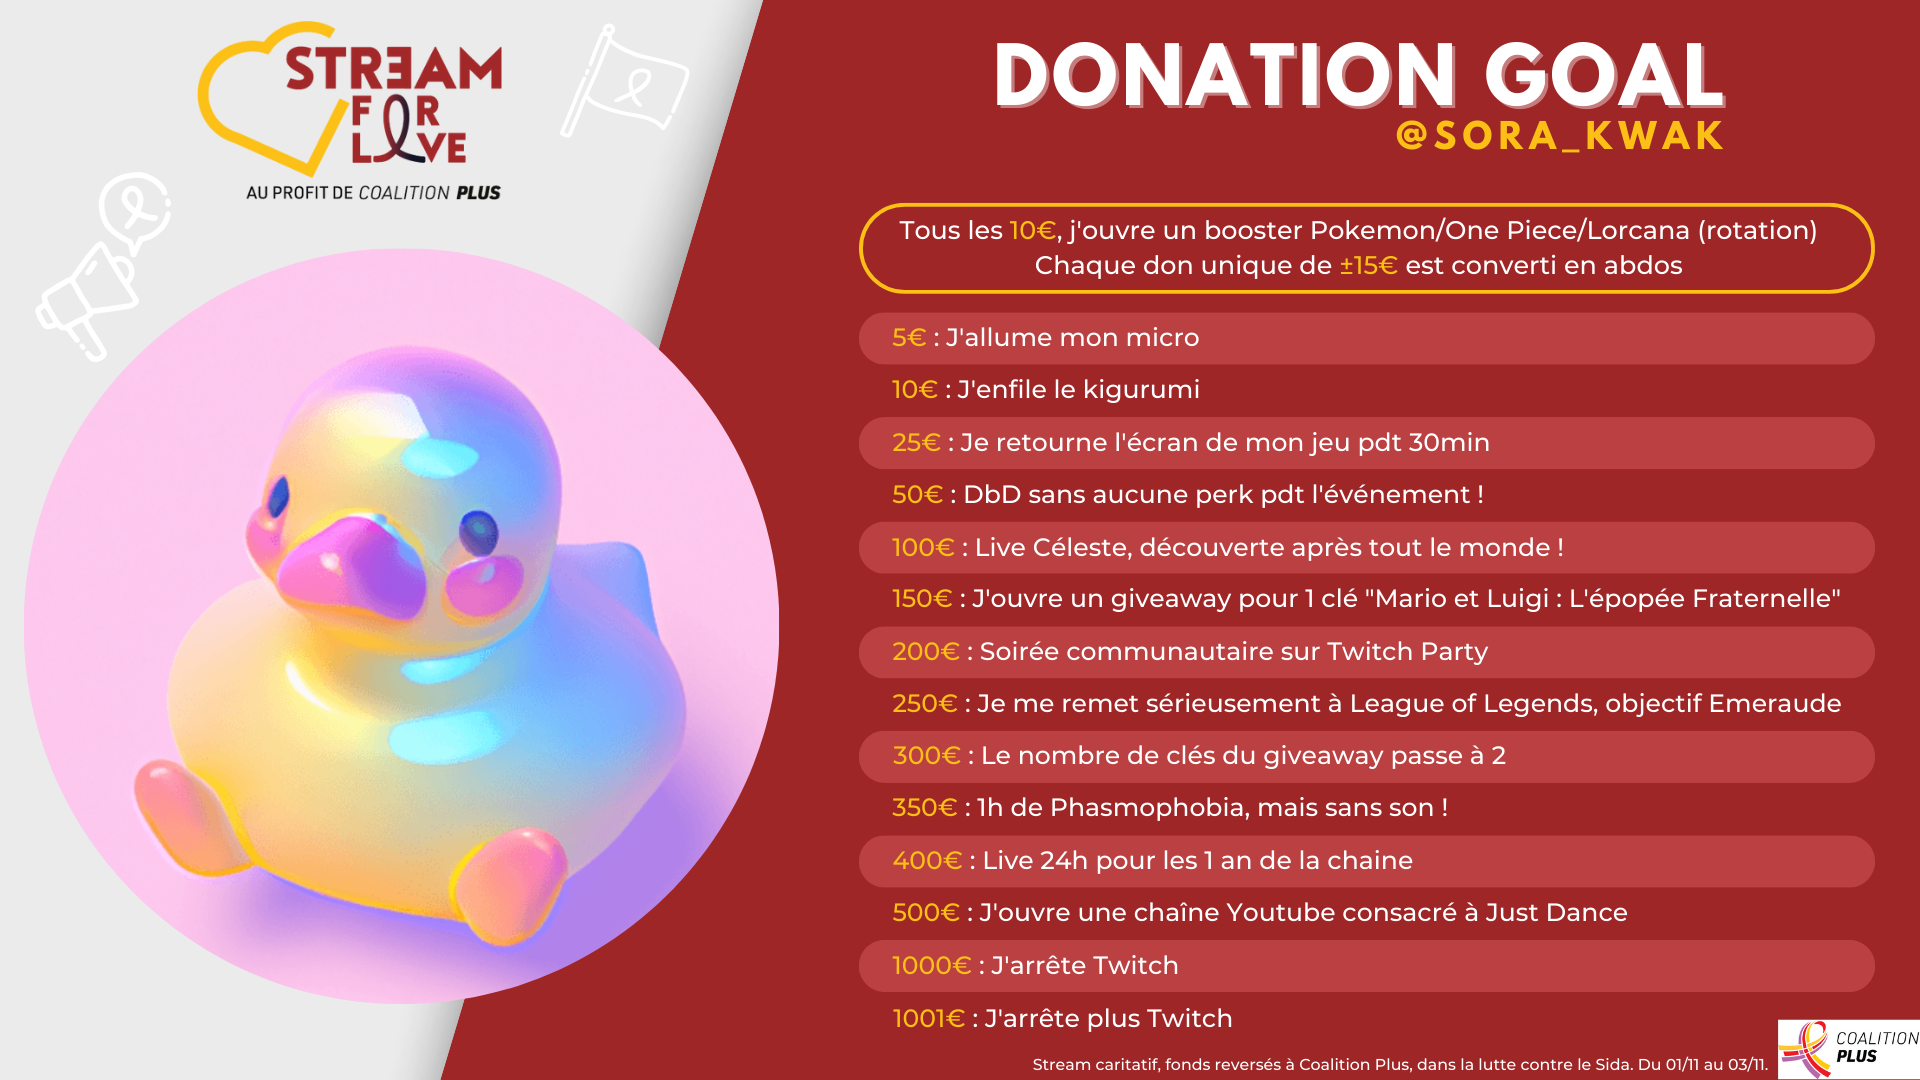 STREAM
FOR
LOVE
AU PROFIT DE COALITION PLUS
DONATION GOAL
@SORA_KWAK
Tous les 10€, j'ouvre un booster Pokemon/One Piece/Lorcana (rotation)
Chaque don unique de ±15€ est converti en abdos
5€ : J'allume mon micro
10€ : J'enfile le kigurumi
25€ : Je retourne l'écran de mon jeu pdt 30min
50€ : DbD sans aucune perk pdt l'événement !
100€ : Live Céleste, découverte après tout le monde !
150€ : J'ouvre un giveaway pour 1 clé "Mario et Luigi : L'épopée Fraternelle"
200€ : Soirée communautaire sur Twitch Party
250€ : Je me remet sérieusement à League of Legends, objectif Emeraude
300€ : Le nombre de clés du giveaway passe à 2
350€ : 1h de Phasmophobia, mais sans son !
400€ : Live 24h pour les 1 an de la chaine
500€ : J'ouvre une chaîne Youtube consacré à Just Dance
1000€ : J'arrête Twitch
1001€ : J'arrête plus Twitch
Stream caritatif, fonds reversés à Coalition Plus, dans la lutte contre le Sida. Du 01/11 au 03/11.
COALITION
PLUS